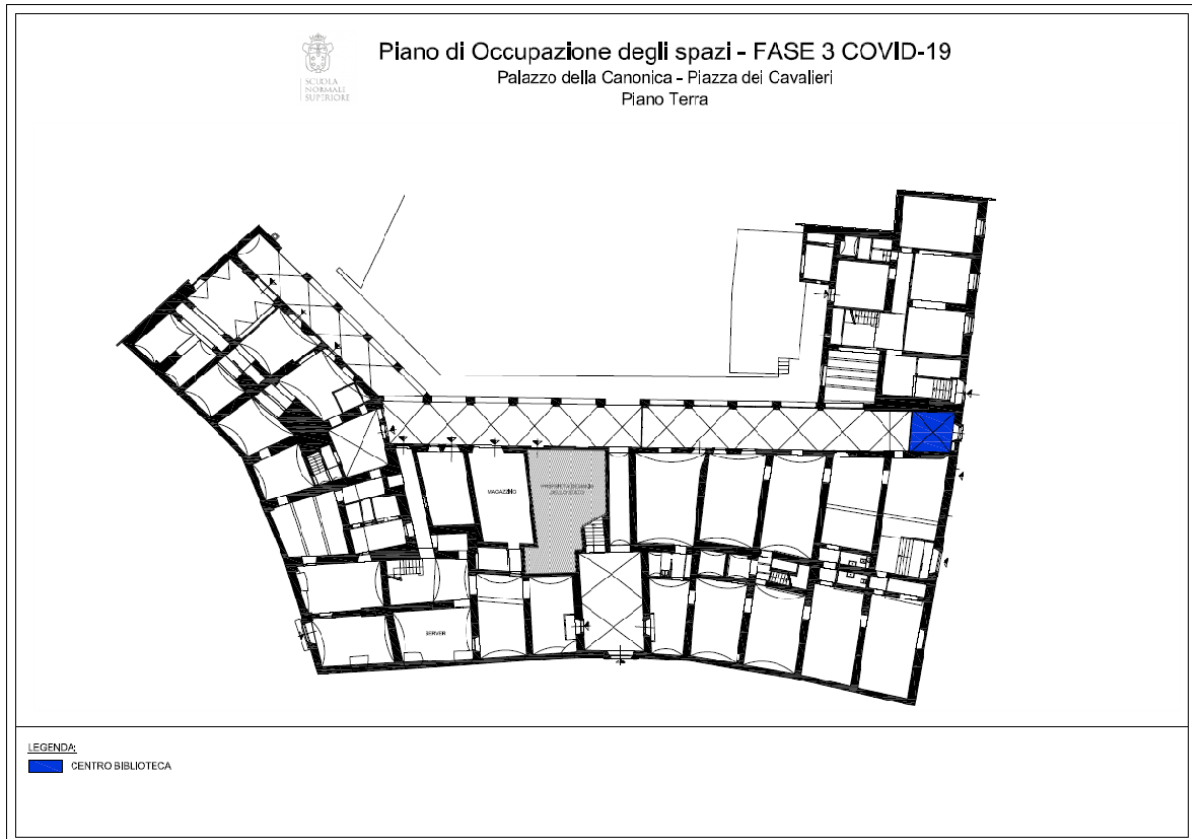 SCUOLA
NORMALE
SUPERIORE
Piano di Occupazione degli spazi - FASE 3 COVID-19
Palazzo della Canonica - Piazza dei Cavalieri
Piano Terra
MAGAZZINO
SERVER
LEGENDA:
CENTRO BIBLIOTECA